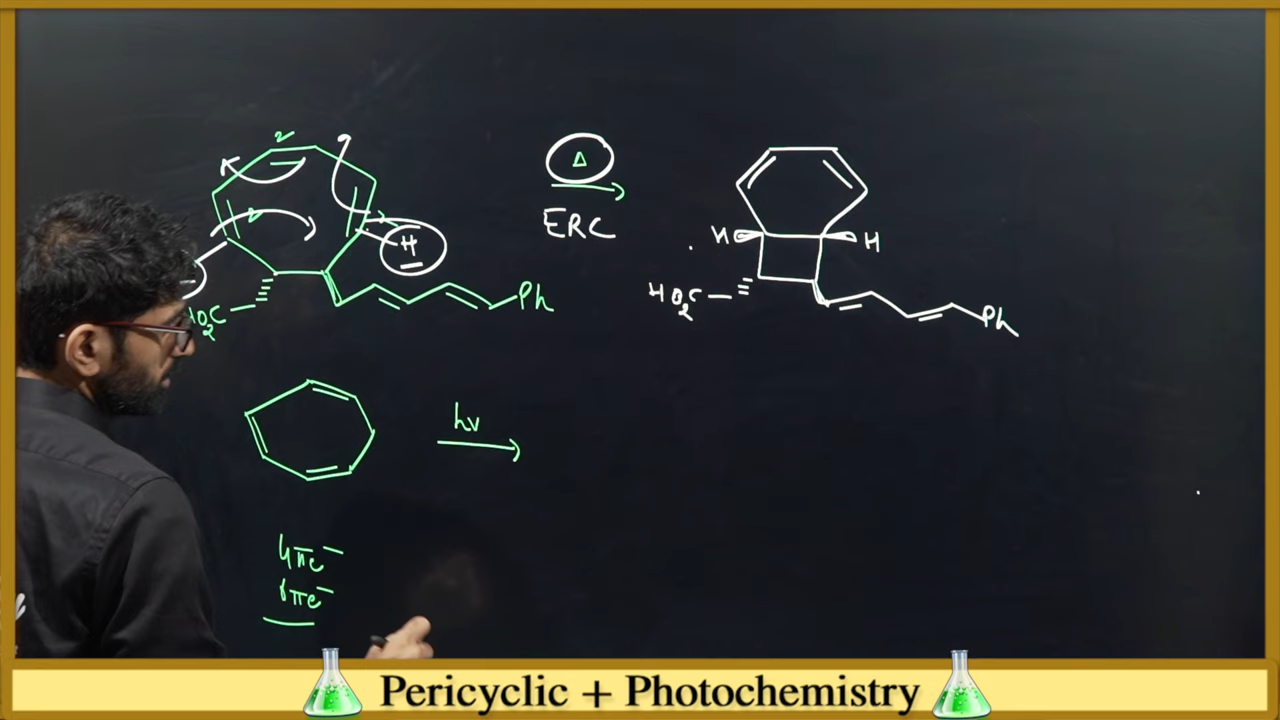 Δ
ERC
H
HO₂C
Ph
H
H
HO₂C
Ph
hν
4πe⁻
6πe⁻
Pericyclic + Photochemistry